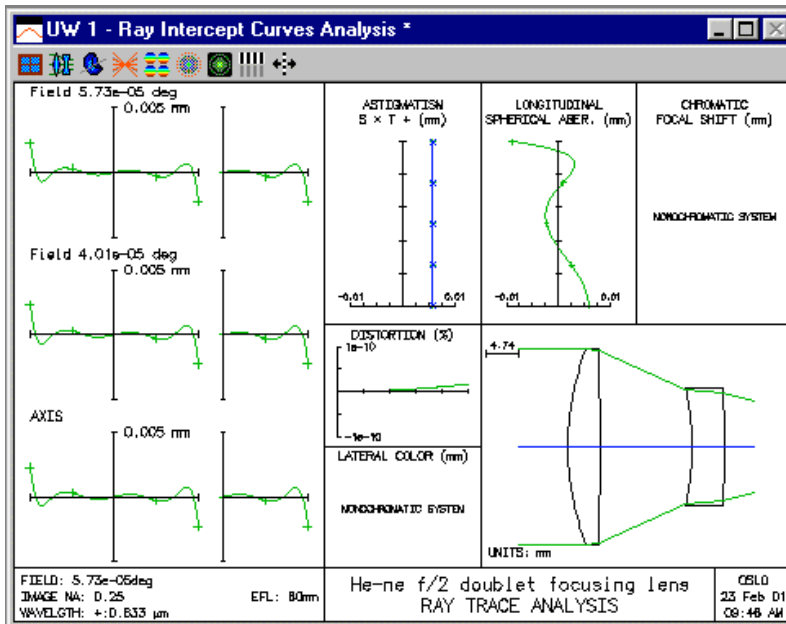 UW 1 - Ray Intercept Curves Analysis *
Field 5.73e-05 deg
0.005 mm
Field 4.01e-05 deg
0.005 mm
AXIS
0.005 mm
ASTIGMATISM
S × T + (mm)
-0.01 0.01
LONGITUDINAL
SPHERICAL ABER. (mm)
-0.01 0.01
CHROMATIC
FOCAL SHIFT (mm)
MONOCHROMATIC SYSTEM
DISTORTION (%)
1e-10
-1e-10
LATERAL COLOR (mm)
MONOCHROMATIC SYSTEM
4.74
UNITS: mm
FIELD: 5.73e-05deg
IMAGE NA: 0.25 EFL: 80mm
WAVELGTH: +:0.633 µm
He-ne f/2 doublet focusing lens
RAY TRACE ANALYSIS
OSLO
23 Feb 01
09:46 AM